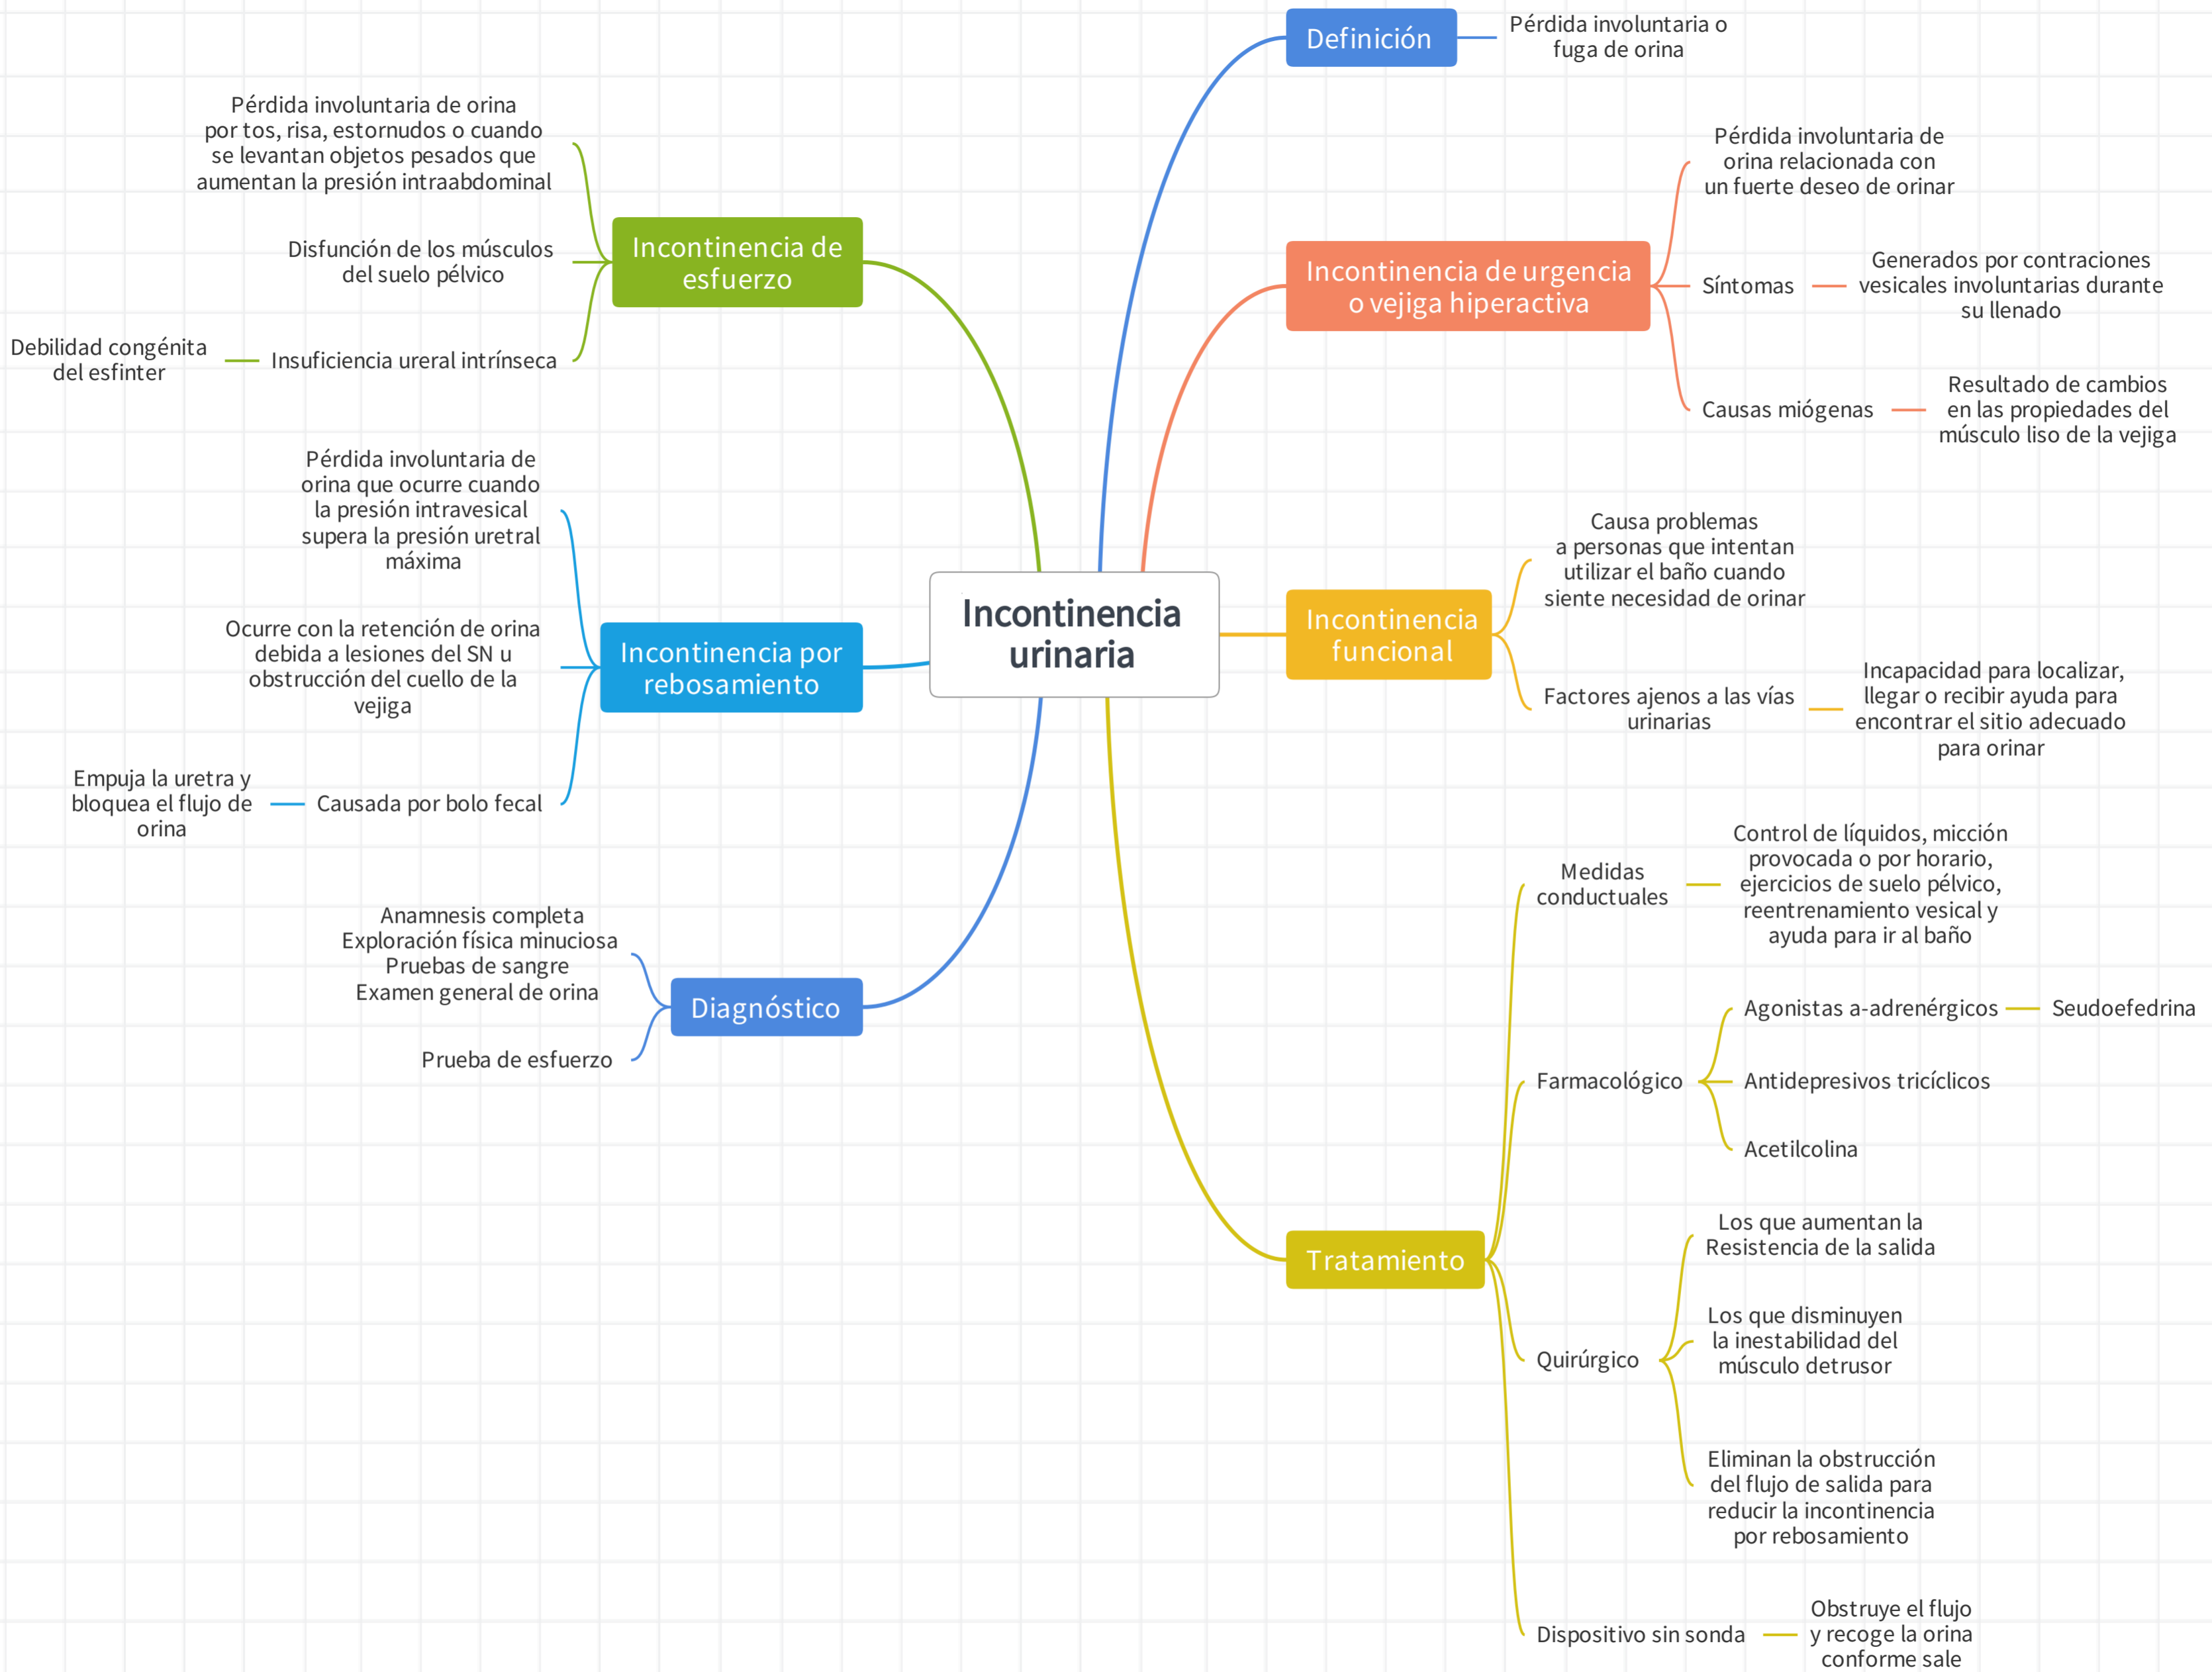 Incontinencia
urinaria
Definición
Pérdida involuntaria o
fuga de orina
Incontinencia de urgencia
o vejiga hiperactiva
Pérdida involuntaria de
orina relacionada con
un fuerte deseo de orinar
Síntomas
Generados por contraciones
vesicales involuntarias durante
su llenado
Causas miógenas
Resultado de cambios
en las propiedades del
músculo liso de la vejiga
Incontinencia
funcional
Causa problemas
a personas que intentan
utilizar el baño cuando
siente necesidad de orinar
Factores ajenos a las vías
urinarias
Incapacidad para localizar,
llegar o recibir ayuda para
encontrar el sitio adecuado
para orinar
Tratamiento
Medidas
conductuales
Control de líquidos, micción
provocada o por horario,
ejercicios de suelo pélvico,
reentrenamiento vesical y
ayuda para ir al baño
Farmacológico
Agonistas a-adrenérgicos
Seudoefedrina
Antidepresivos tricíclicos
Acetilcolina
Quirúrgico
Los que aumentan la
Resistencia de la salida
Los que disminuyen
la inestabilidad del
músculo detrusor
Eliminan la obstrucción
del flujo de salida para
reducir la incontinencia
por rebosamiento
Dispositivo sin sonda
Obstruye el flujo
y recoge la orina
conforme sale
Incontinencia de
esfuerzo
Pérdida involuntaria de orina
por tos, risa, estornudos o cuando
se levantan objetos pesados que
aumentan la presión intraabdominal
Disfunción de los músculos
del suelo pélvico
Insuficiencia ureral intrínseca
Debilidad congénita
del esfinter
Incontinencia por
rebosamiento
Pérdida involuntaria de
orina que ocurre cuando
la presión intravesical
supera la presión uretral
máxima
Ocurre con la retención de orina
debida a lesiones del SN u
obstrucción del cuello de la
vejiga
Causada por bolo fecal
Empuja la uretra y
bloquea el flujo de
orina
Diagnóstico
Anamnesis completa
Exploración física minuciosa
Pruebas de sangre
Examen general de orina
Prueba de esfuerzo